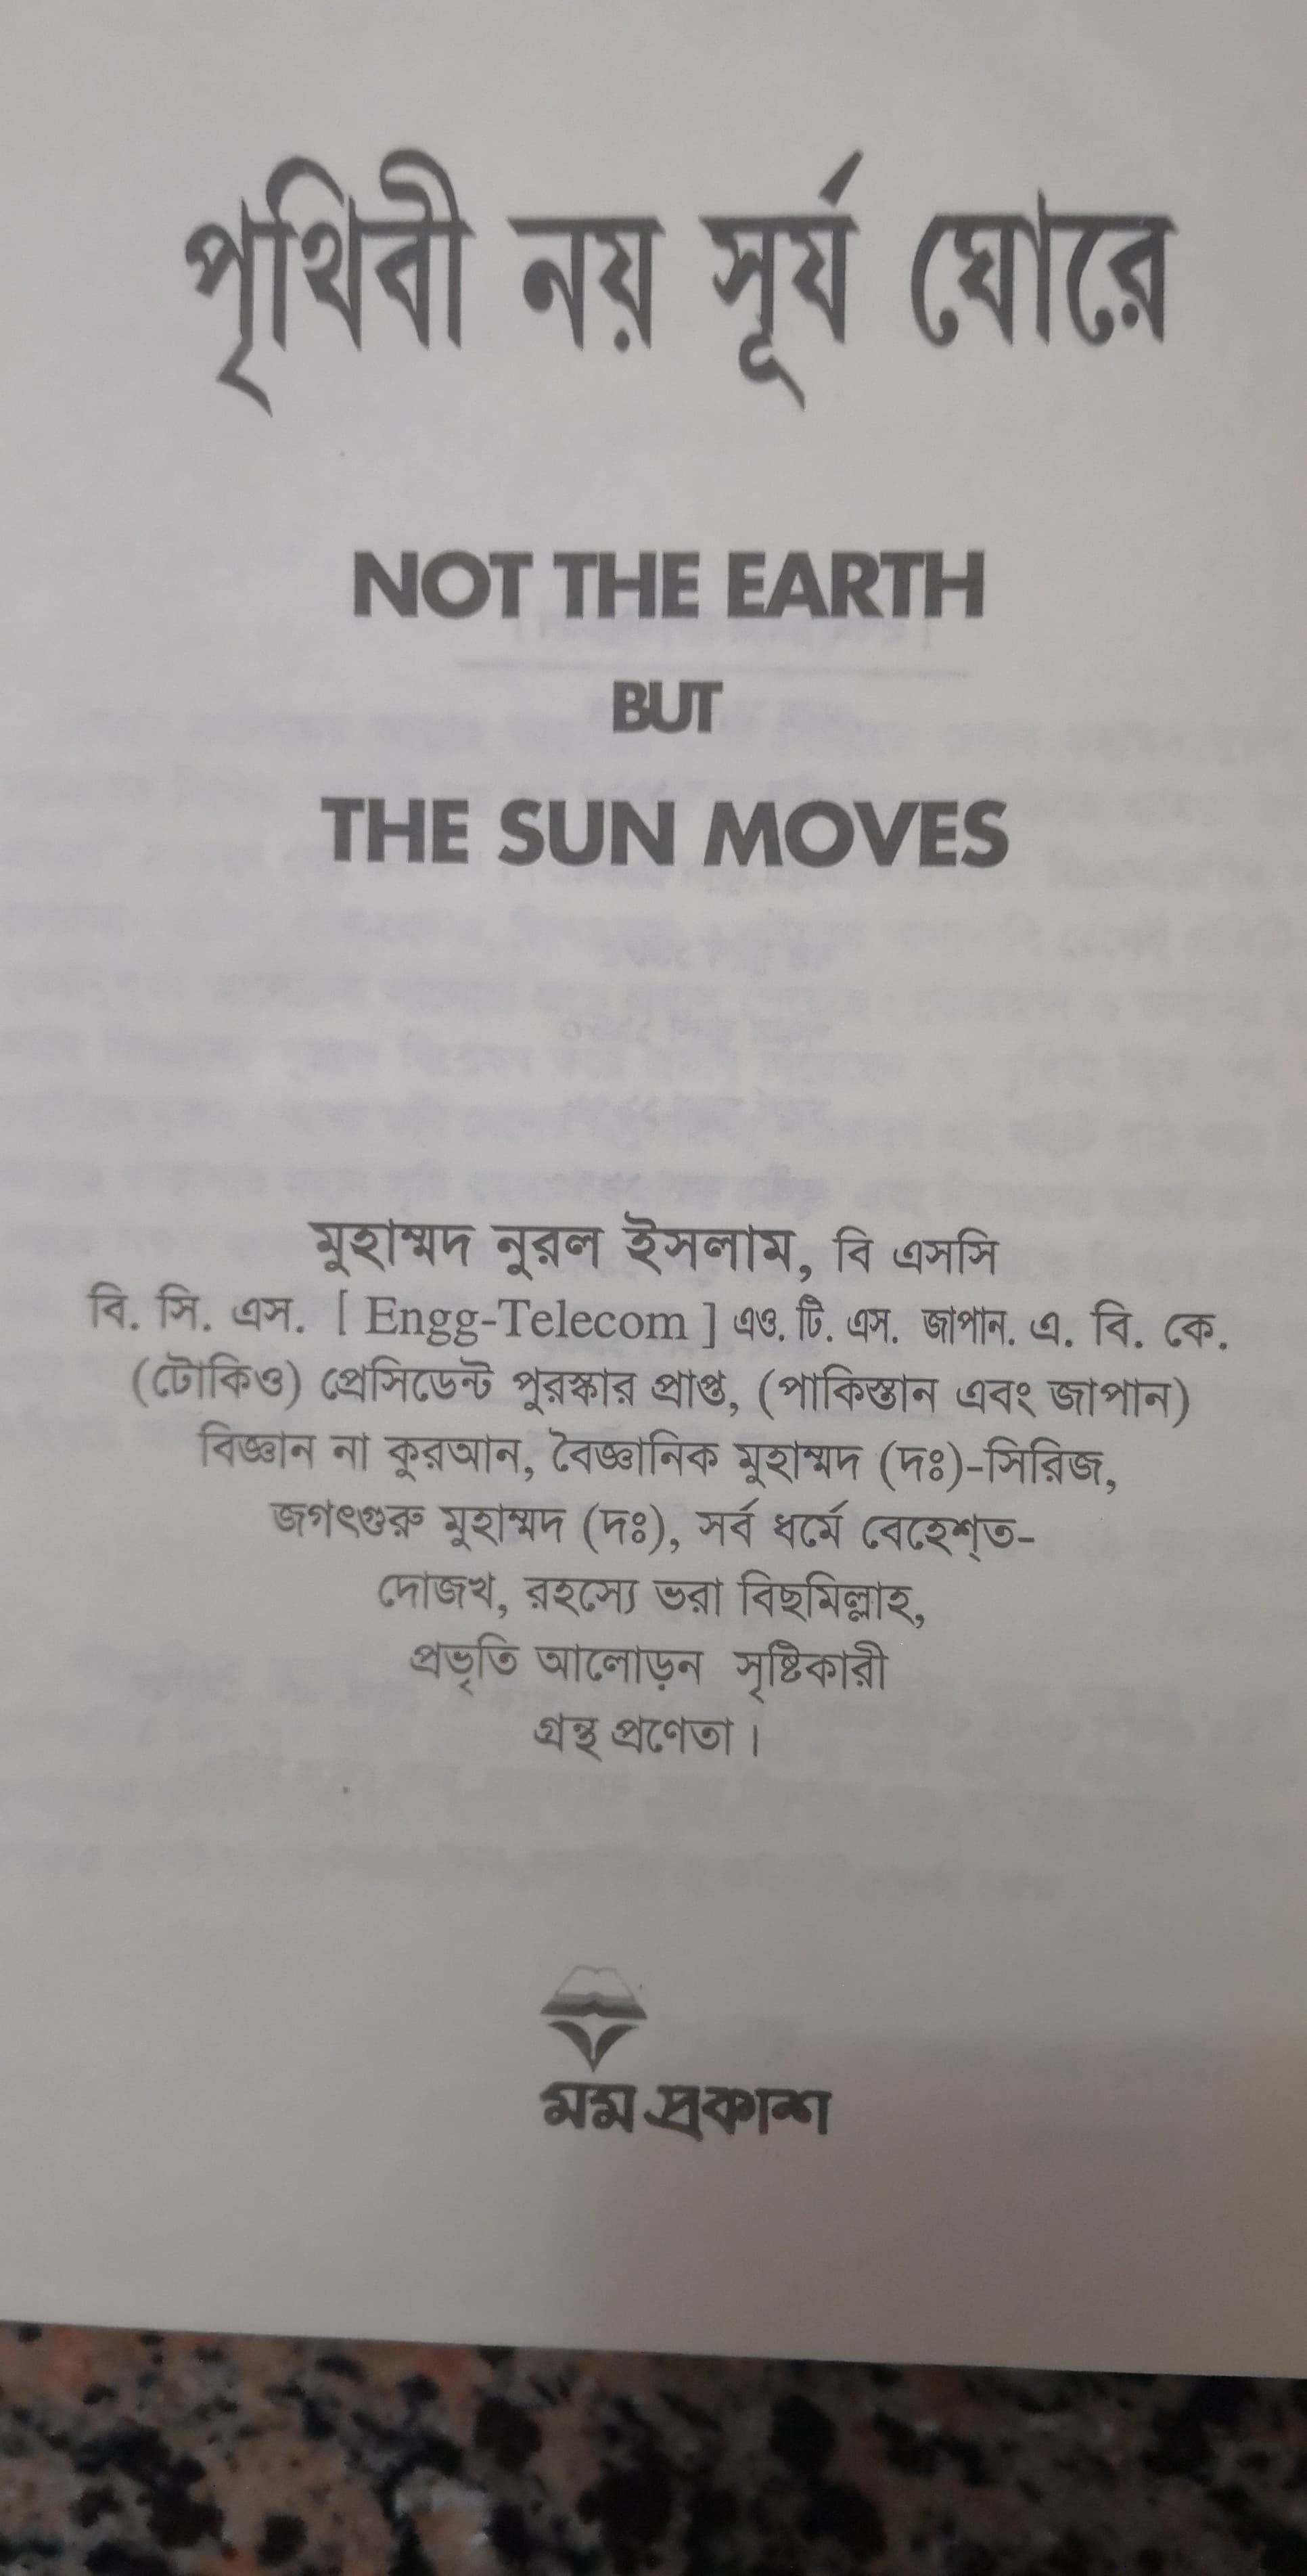 পৃথিবী নয় সূর্য ঘোরে
NOT THE EARTH
BUT
THE SUN MOVES
মুহাম্মদ নুরল ইসলাম, বি এসসি
বি. সি. এস. [ Engg-Telecom ] এও. টি. এস. জাপান. এ. বি. কে.
(টোকিও) প্রেসিডেন্ট পুরস্কার প্রাপ্ত, (পাকিস্তান এবং জাপান)
বিজ্ঞান না কুরআন, বৈজ্ঞানিক মুহাম্মদ (দঃ)-সিরিজ,
জগৎগুরু মুহাম্মদ (দঃ), সর্ব ধর্মে বেহেশ্ত-
দোজখ, রহস্যে ভরা বিছমিল্লাহ,
প্রভৃতি আলোড়ন সৃষ্টিকারী
গ্রন্থ প্রণেতা।
মম প্রকাশ